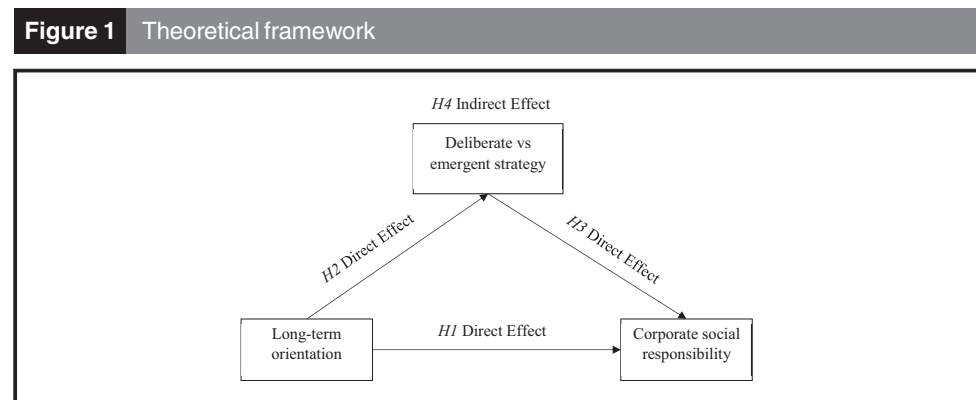 Figure 1 Theoretical framework
H4 Indirect Effect
Deliberate vs
emergent strategy
H2 Direct Effect
H3 Direct Effect
Long-term
orientation
H1 Direct Effect
Corporate social
responsibility